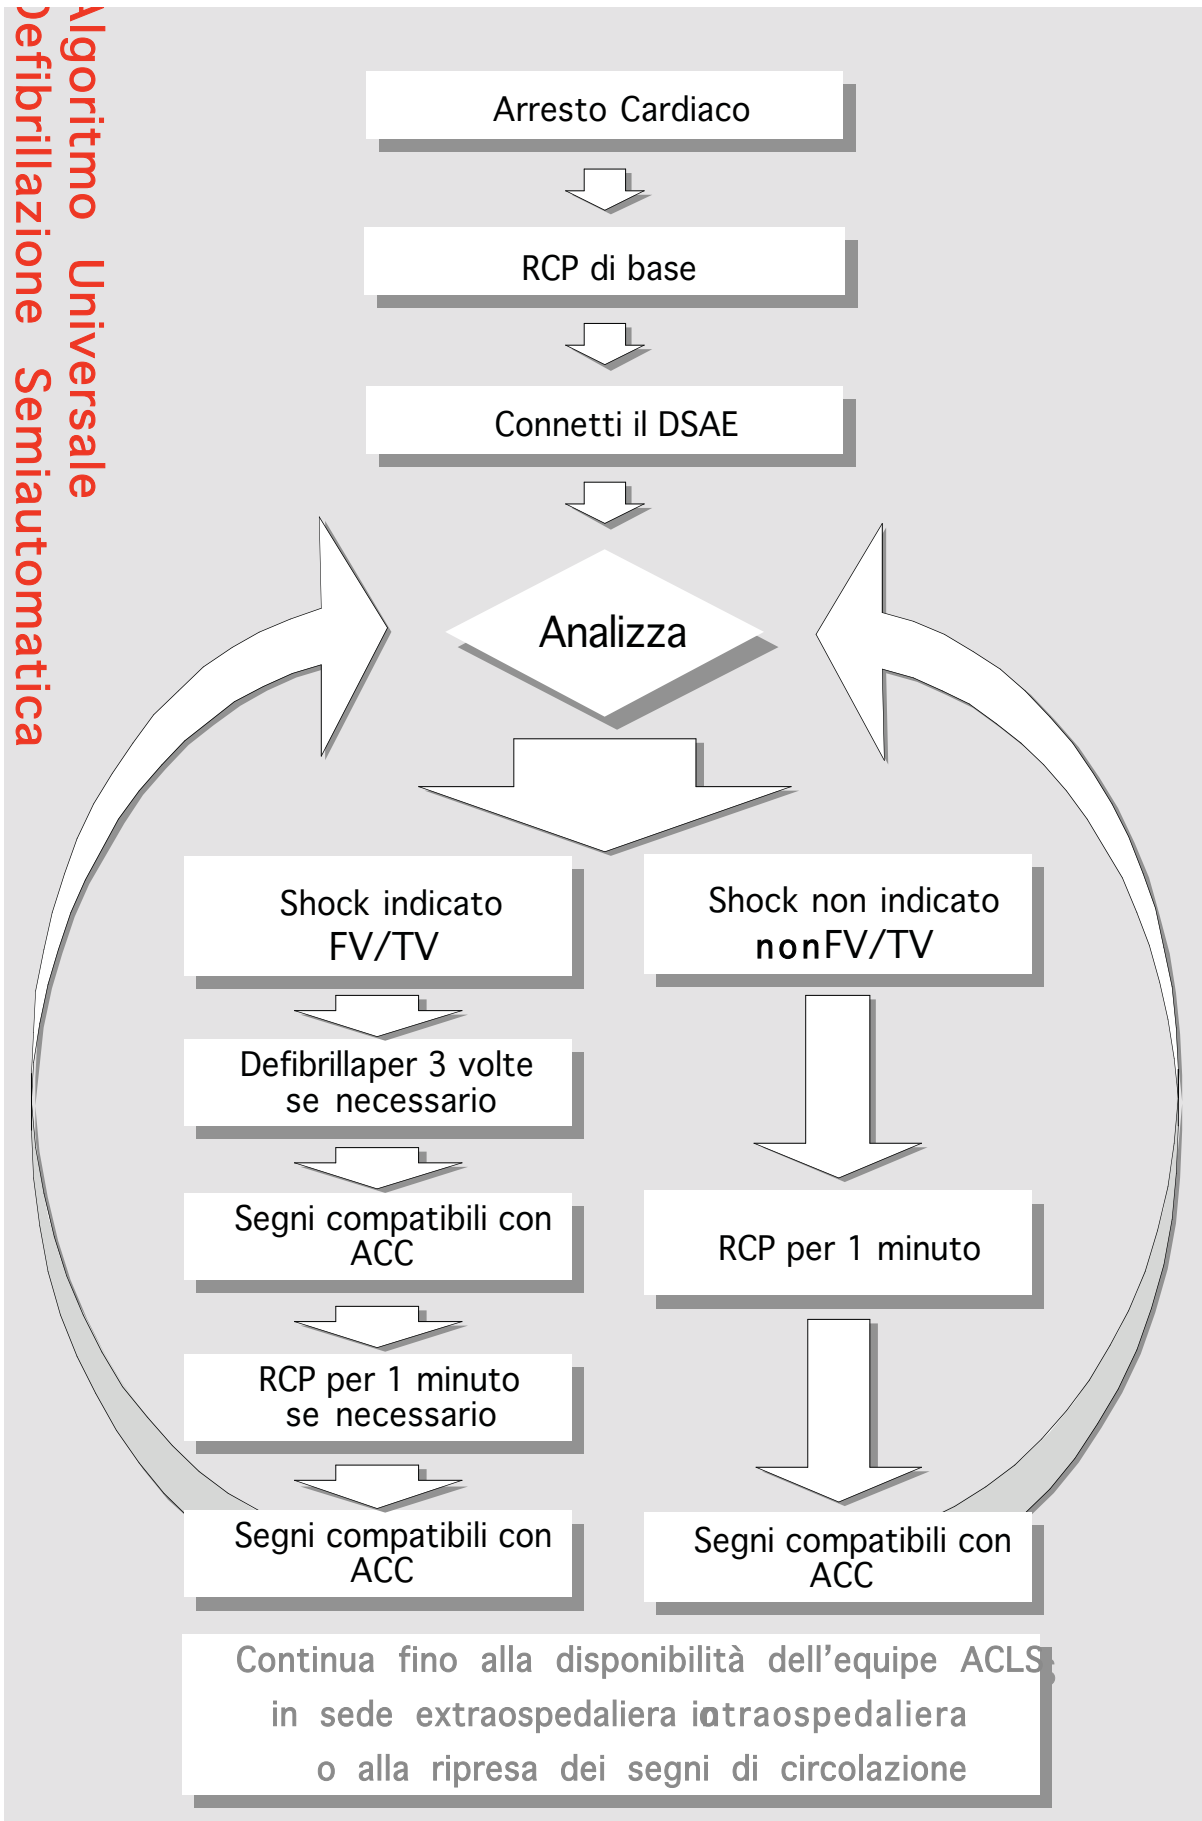 Algoritmo Universale
Defibrillazione Semiautomatica
Arresto Cardiaco
RCP di base
Connetti il DSAE
Analizza
Shock indicato
FV/TV
Shock non indicato
nonFV/TV
Defibrillaper 3 volte
se necessario
Segni compatibili con
ACC
RCP per 1 minuto
RCP per 1 minuto
se necessario
Segni compatibili con
ACC
Segni compatibili con
ACC
Continua fino alla disponibilità dell'equipe ACLS;
in sede extraospedaliera intraospedaliera
o alla ripresa dei segni di circolazione